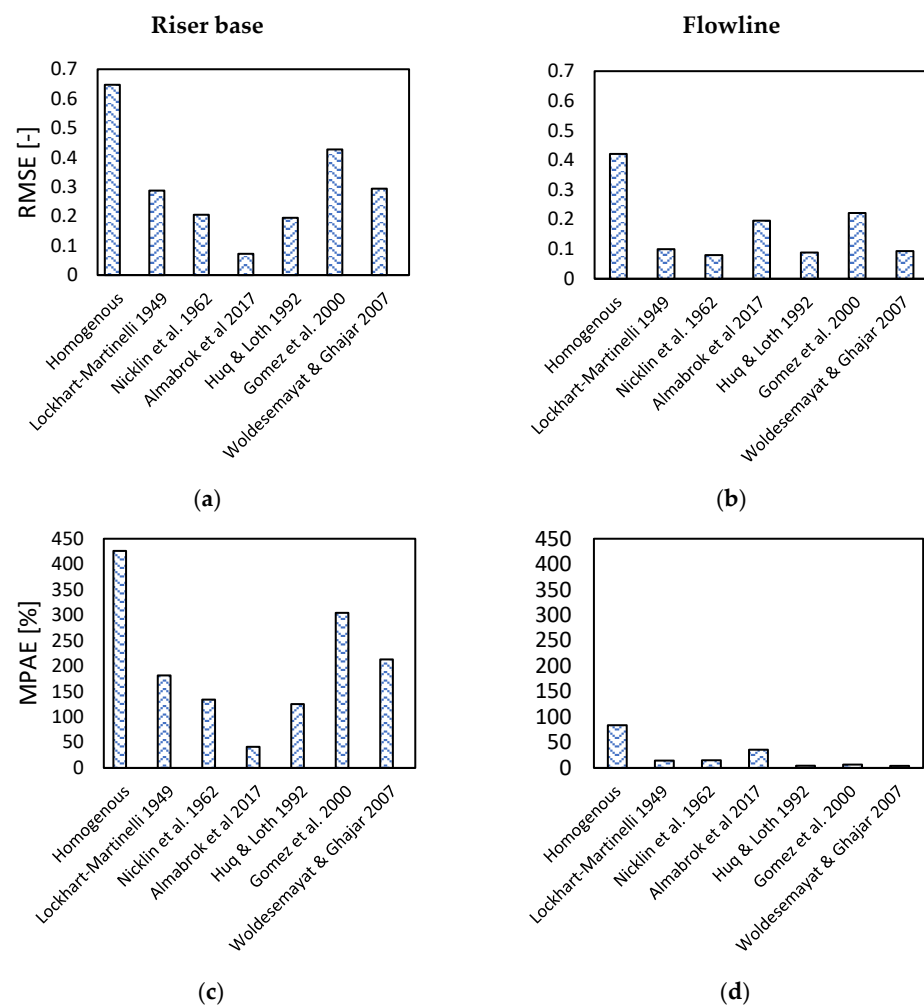 Riser base
Flowline
RMSE [-]
0.7
0.6
0.5
0.4
0.3
0.2
0.1
0
Homogenous
Lockhart-Martinelli 1949
Nicklin et al. 1962
Almabrok et al 2017
Huq & Loth 1992
Gomez et al. 2000
Woldesemayat & Ghajar 2007
(a)
0.7
0.6
0.5
0.4
0.3
0.2
0.1
0
Homogenous
Lockhart-Martinelli 1949
Nicklin et al. 1962
Almabrok et al 2017
Huq & Loth 1992
Gomez et al. 2000
Woldesemayat & Ghajar 2007
(b)
MPAE [%]
450
400
350
300
250
200
150
100
50
0
Homogenous
Lockhart-Martinelli 1949
Nicklin et al. 1962
Almabrok et al 2017
Huq & Loth 1992
Gomez et al. 2000
Woldesemayat & Ghajar 2007
(c)
450
400
350
300
250
200
150
100
50
0
Homogenous
Lockhart-Martinelli 1949
Nicklin et al. 1962
Almabrok et al 2017
Huq & Loth 1992
Gomez et al. 2000
Woldesemayat & Ghajar 2007
(d)